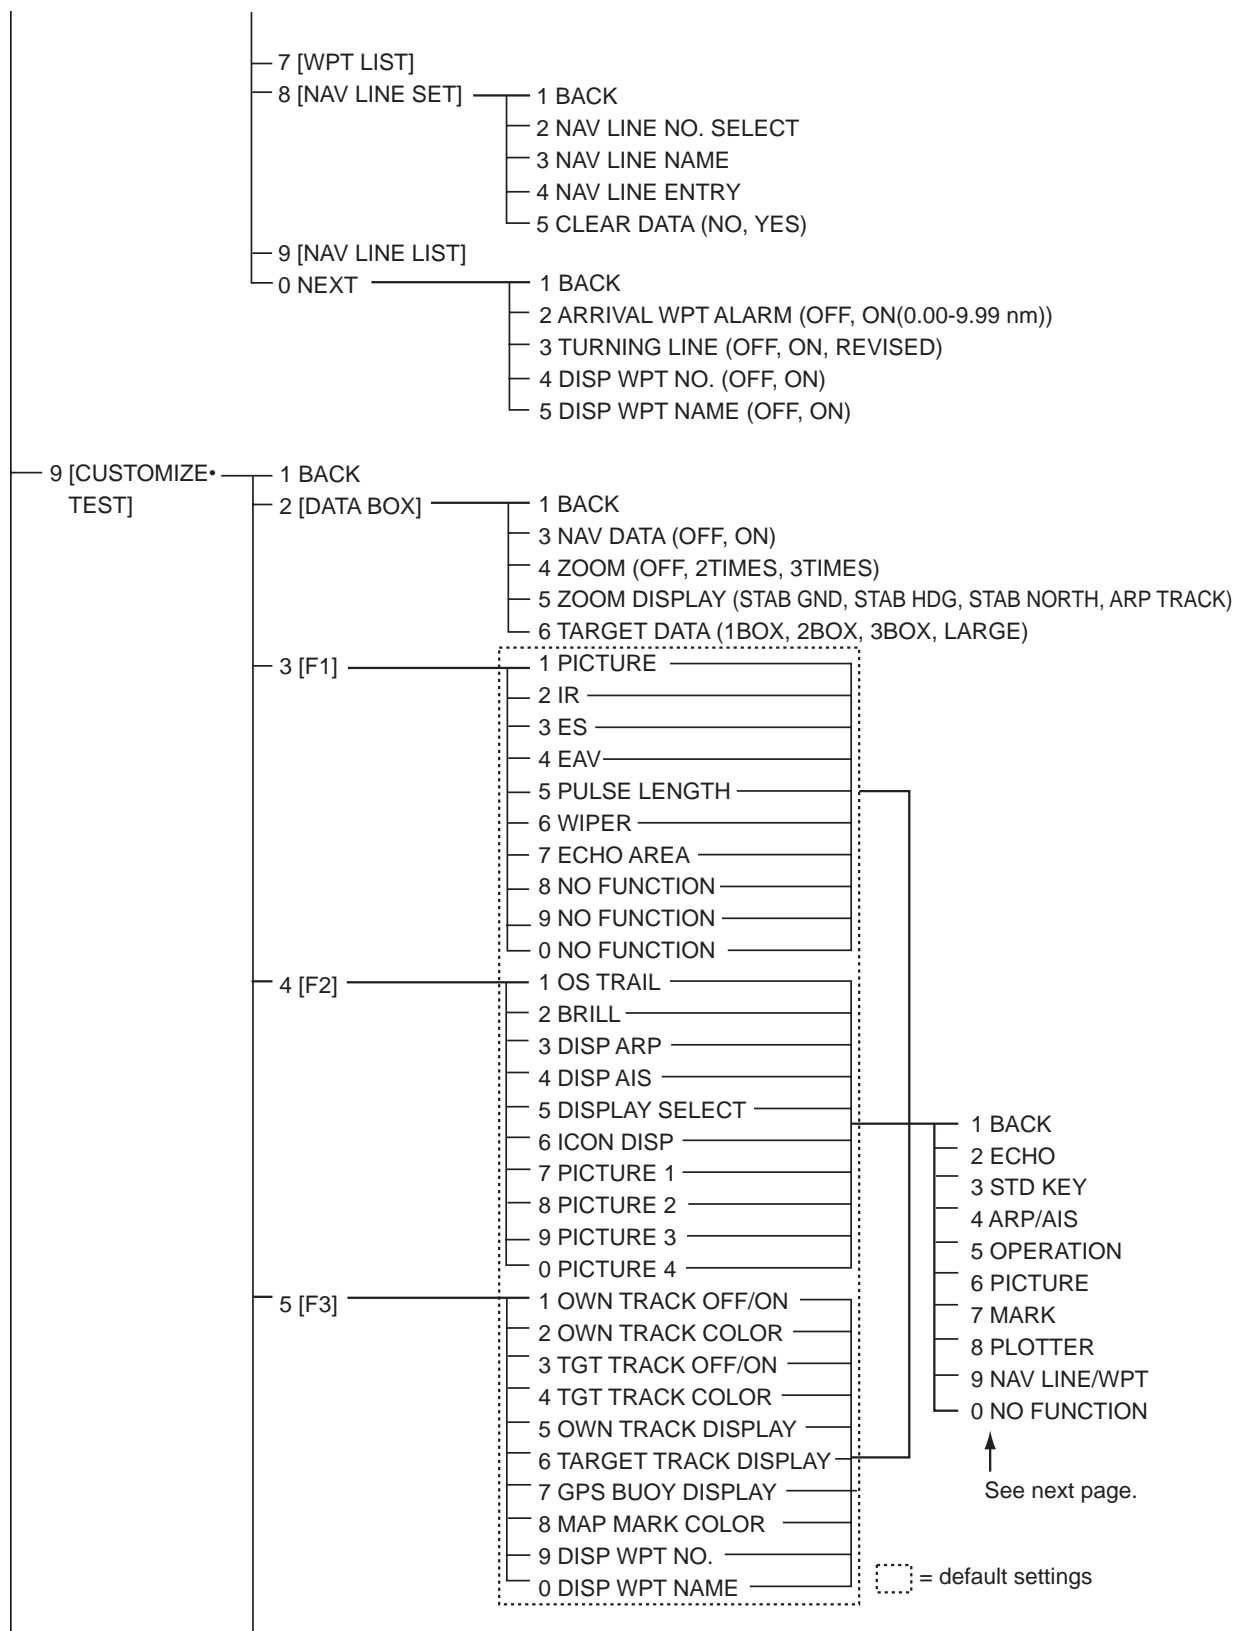 7 [WPT LIST]
8 [NAV LINE SET]
1 BACK
2 NAV LINE NO. SELECT
3 NAV LINE NAME
4 NAV LINE ENTRY
5 CLEAR DATA (NO, YES)
9 [NAV LINE LIST]
0 NEXT
1 BACK
2 ARRIVAL WPT ALARM (OFF, ON(0.00-9.99 nm))
3 TURNING LINE (OFF, ON, REVISED)
4 DISP WPT NO. (OFF, ON)
5 DISP WPT NAME (OFF, ON)
9 [CUSTOMIZE•
TEST]
1 BACK
2 [DATA BOX]
1 BACK
3 NAV DATA (OFF, ON)
4 ZOOM (OFF, 2TIMES, 3TIMES)
5 ZOOM DISPLAY (STAB GND, STAB HDG, STAB NORTH, ARP TRACK)
6 TARGET DATA (1BOX, 2BOX, 3BOX, LARGE)
3 [F1]
1 PICTURE
2 IR
3 ES
4 EAV
5 PULSE LENGTH
6 WIPER
7 ECHO AREA
8 NO FUNCTION
9 NO FUNCTION
0 NO FUNCTION
4 [F2]
1 OS TRAIL
2 BRILL
3 DISP ARP
4 DISP AIS
5 DISPLAY SELECT
6 ICON DISP
7 PICTURE 1
8 PICTURE 2
9 PICTURE 3
0 PICTURE 4
5 [F3]
1 OWN TRACK OFF/ON
2 OWN TRACK COLOR
3 TGT TRACK OFF/ON
4 TGT TRACK COLOR
5 OWN TRACK DISPLAY
6 TARGET TRACK DISPLAY
7 GPS BUOY DISPLAY
8 MAP MARK COLOR
9 DISP WPT NO.
0 DISP WPT NAME
1 BACK
2 ECHO
3 STD KEY
4 ARP/AIS
5 OPERATION
6 PICTURE
7 MARK
8 PLOTTER
9 NAV LINE/WPT
0 NO FUNCTION
See next page.
= default settings